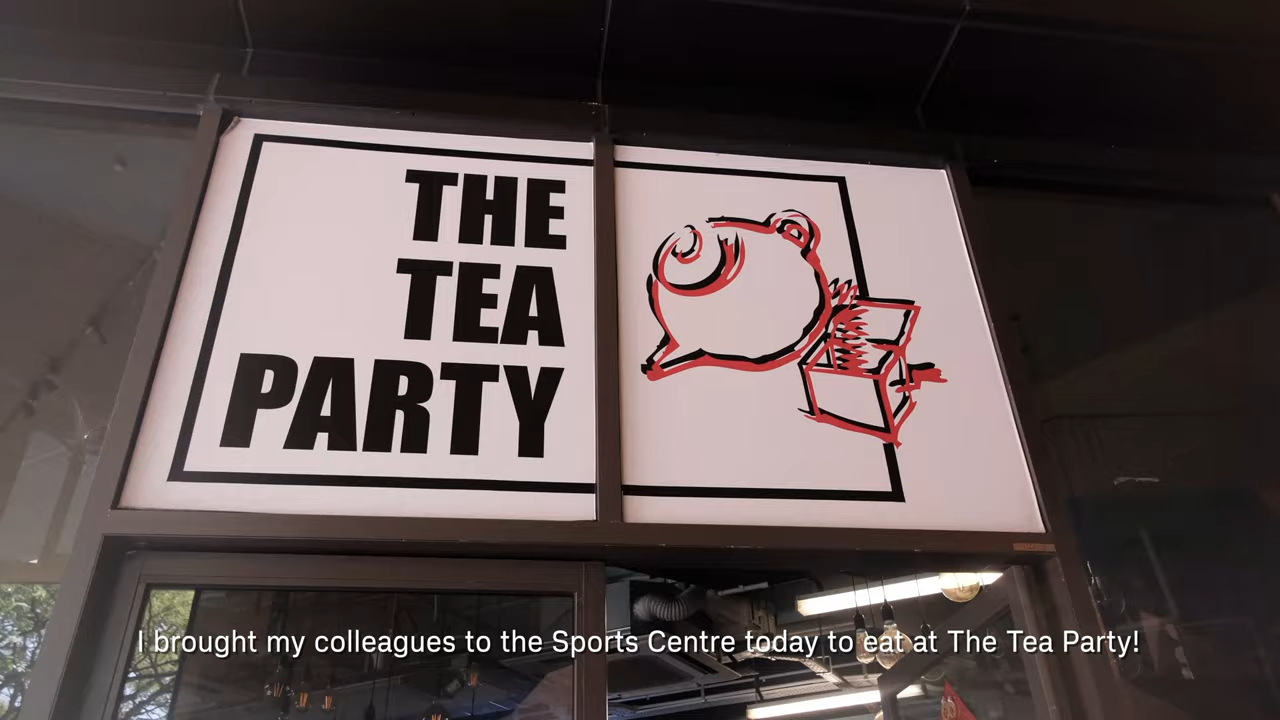 THE
TEA
PARTY
I brought my colleagues to the Sports Centre today to eat at The Tea Party!